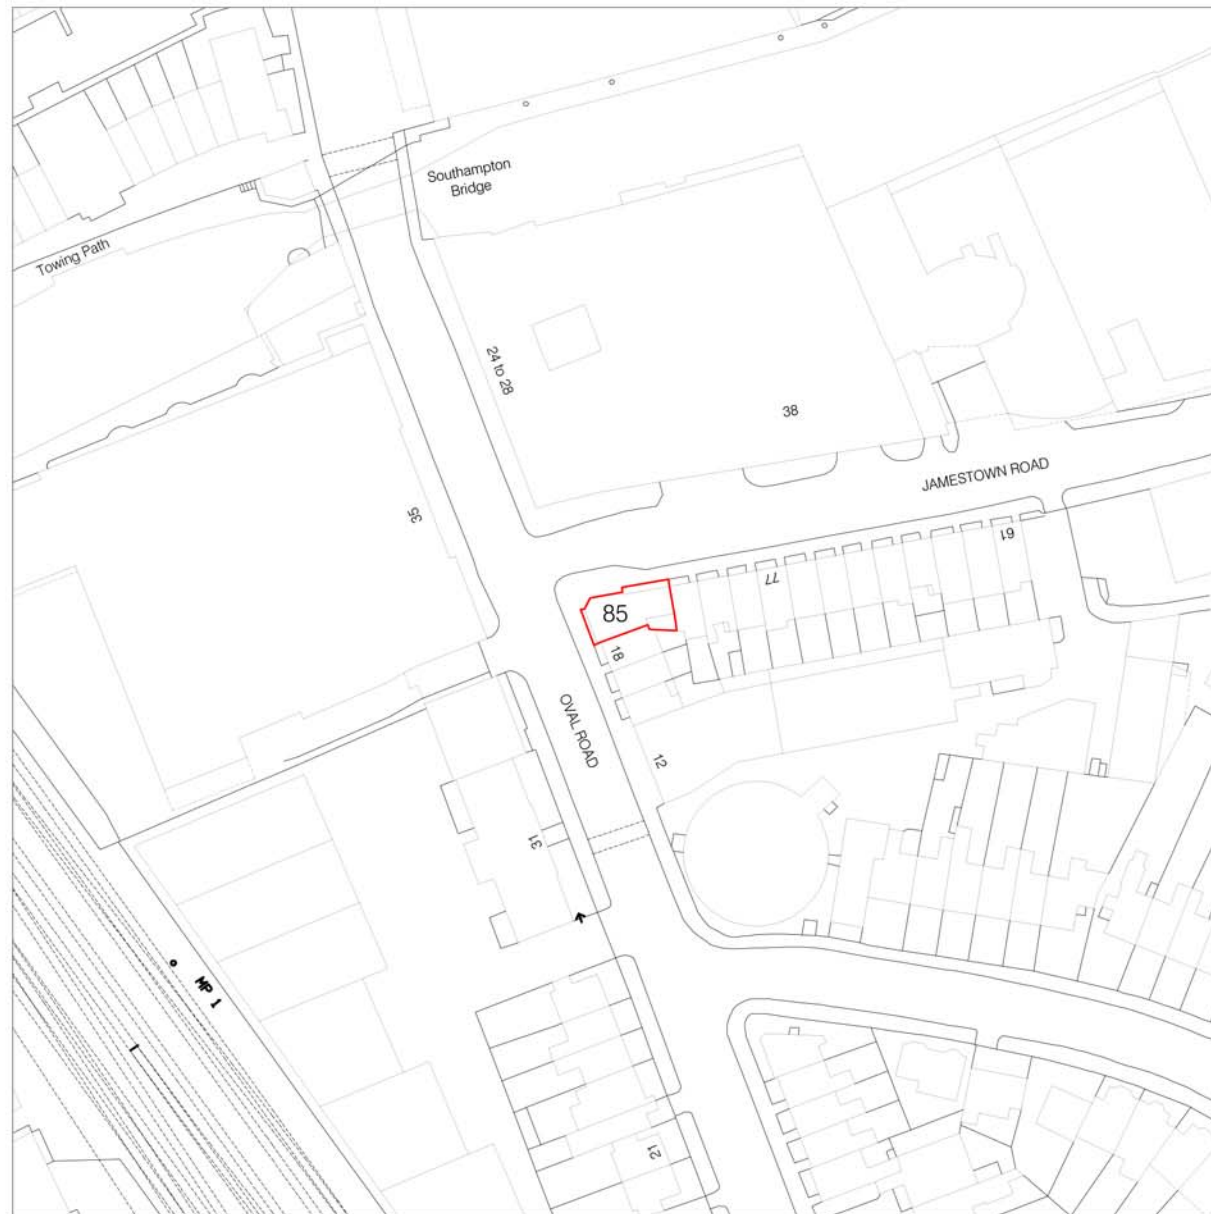 Southampton
Bridge
Towing Path
24 to 28
38
JAMESTOWN ROAD
35
61
77
85
18
OVAL ROAD
12
31
MP 1
21